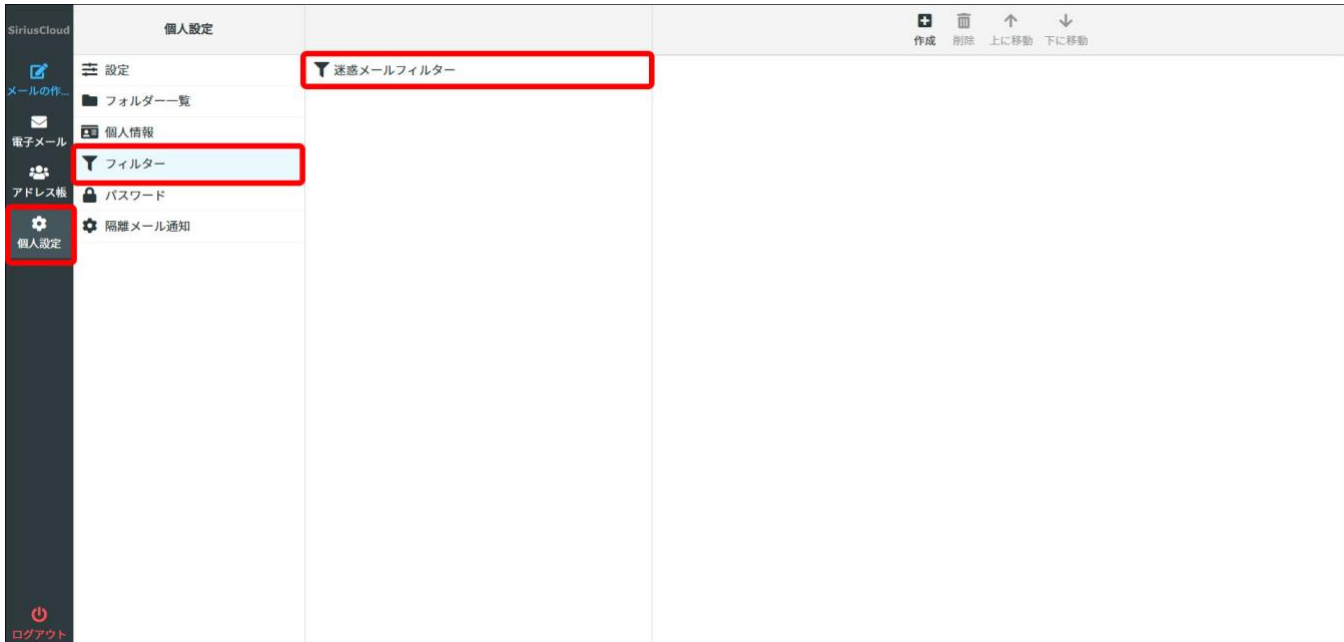 SiriusCloud
メールの作...
電子メール
アドレス帳
個人設定
ログアウト
個人設定
設定
フォルダー一覧
個人情報
フィルター
パスワード
隔離メール通知
迷惑メールフィルター
作成 削除 上に移動 下に移動